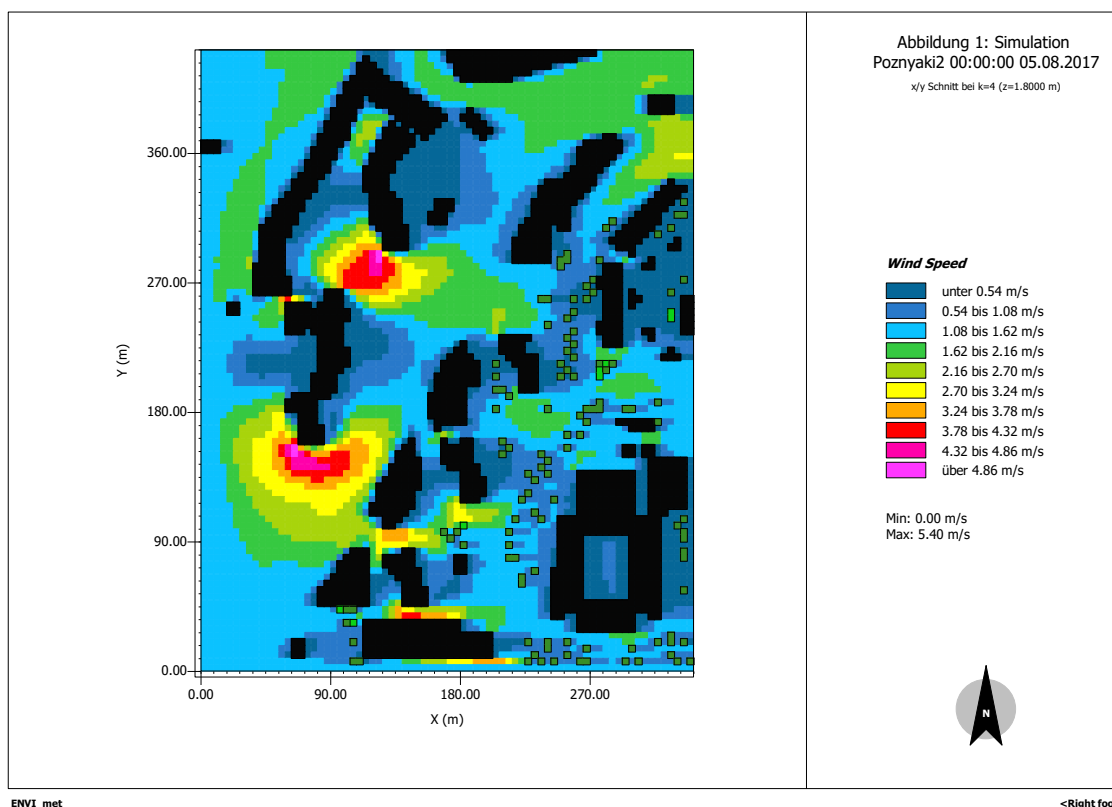 Abbildung 1: Simulation
Poznyaki2 00:00:00 05.08.2017
x/y Schnitt bei k=4 (z=1.8000 m)
360.00
270.00
180.00
90.00
0.00
Y (m)
0.00 90.00 180.00 270.00
X (m)
Wind Speed
unter 0.54 m/s
0.54 bis 1.08 m/s
1.08 bis 1.62 m/s
1.62 bis 2.16 m/s
2.16 bis 2.70 m/s
2.70 bis 3.24 m/s
3.24 bis 3.78 m/s
3.78 bis 4.32 m/s
4.32 bis 4.86 m/s
über 4.86 m/s
Min: 0.00 m/s
Max: 5.40 m/s
N
ENVI_met
<Right foo